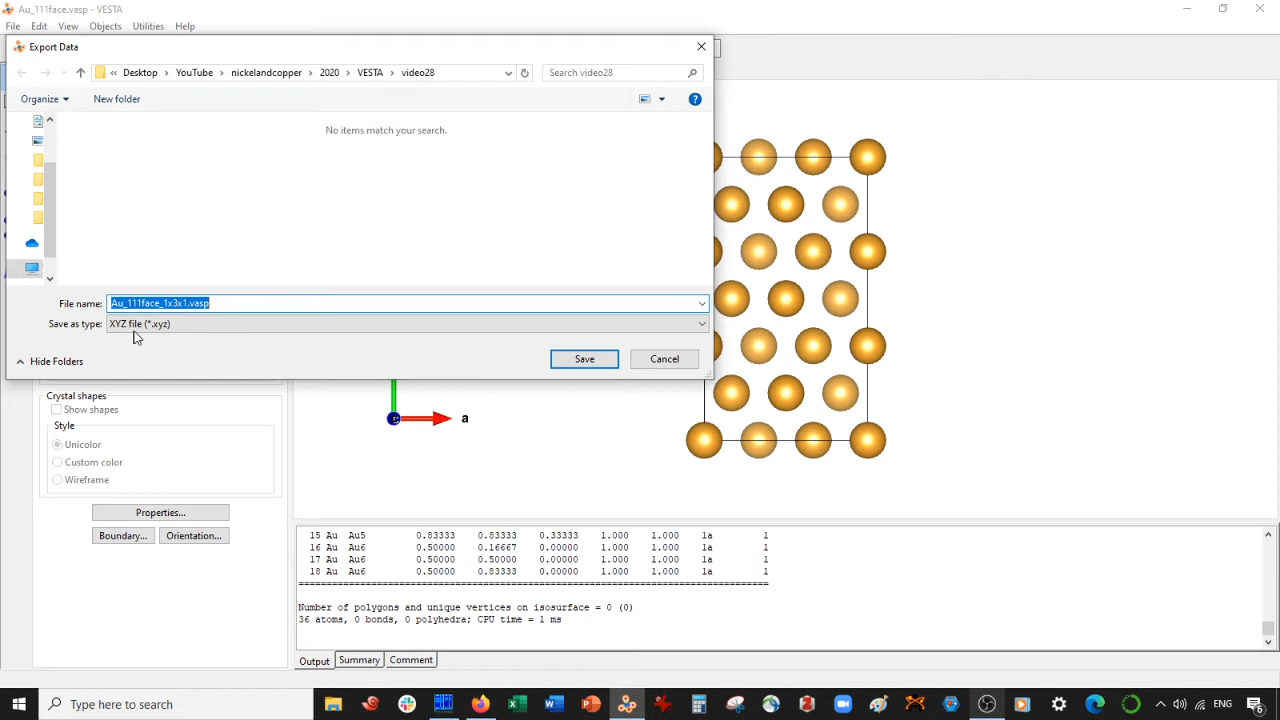 Au_111face.vasp - VESTA
File Edit View Objects Utilities Help
Export Data
« Desktop › YouTube › nickelandcopper › 2020 › VESTA › video28
Search video28
Organize New folder
No items match your search.
File name: Au_111face_1x3x1.vasp
Save as type: XYZ file (*.xyz)
Hide Folders
Save Cancel
a
Crystal shapes
Show shapes
Style
Unicolor
Custom color
Wireframe
Properties...
Boundary... Orientation...
15 Au Au5 0.83333 0.83333 0.33333 1.000 1.000 1a 1
16 Au Au6 0.50000 0.16667 0.00000 1.000 1.000 1a 1
17 Au Au6 0.50000 0.50000 0.00000 1.000 1.000 1a 1
18 Au Au6 0.50000 0.83333 0.00000 1.000 1.000 1a 1
Number of polygons and unique vertices on isosurface = 0 (0)
36 atoms, 0 bonds, 0 polyhedra; CPU time = 1 ms
Output Summary Comment
Type here to search
ENG
6